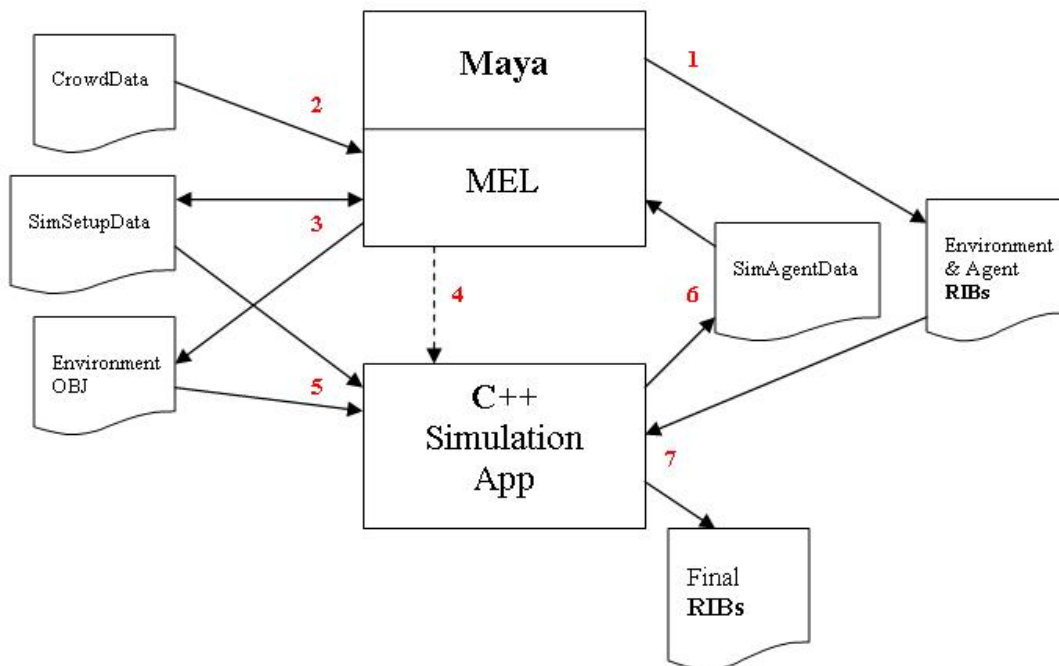 Maya
1
CrowdData
2
MEL
SimSetupData
3
SimAgentData
Environment
& Agent
RIBs
4
6
Environment
OBJ
5
C++
Simulation
App
7
Final
RIBs